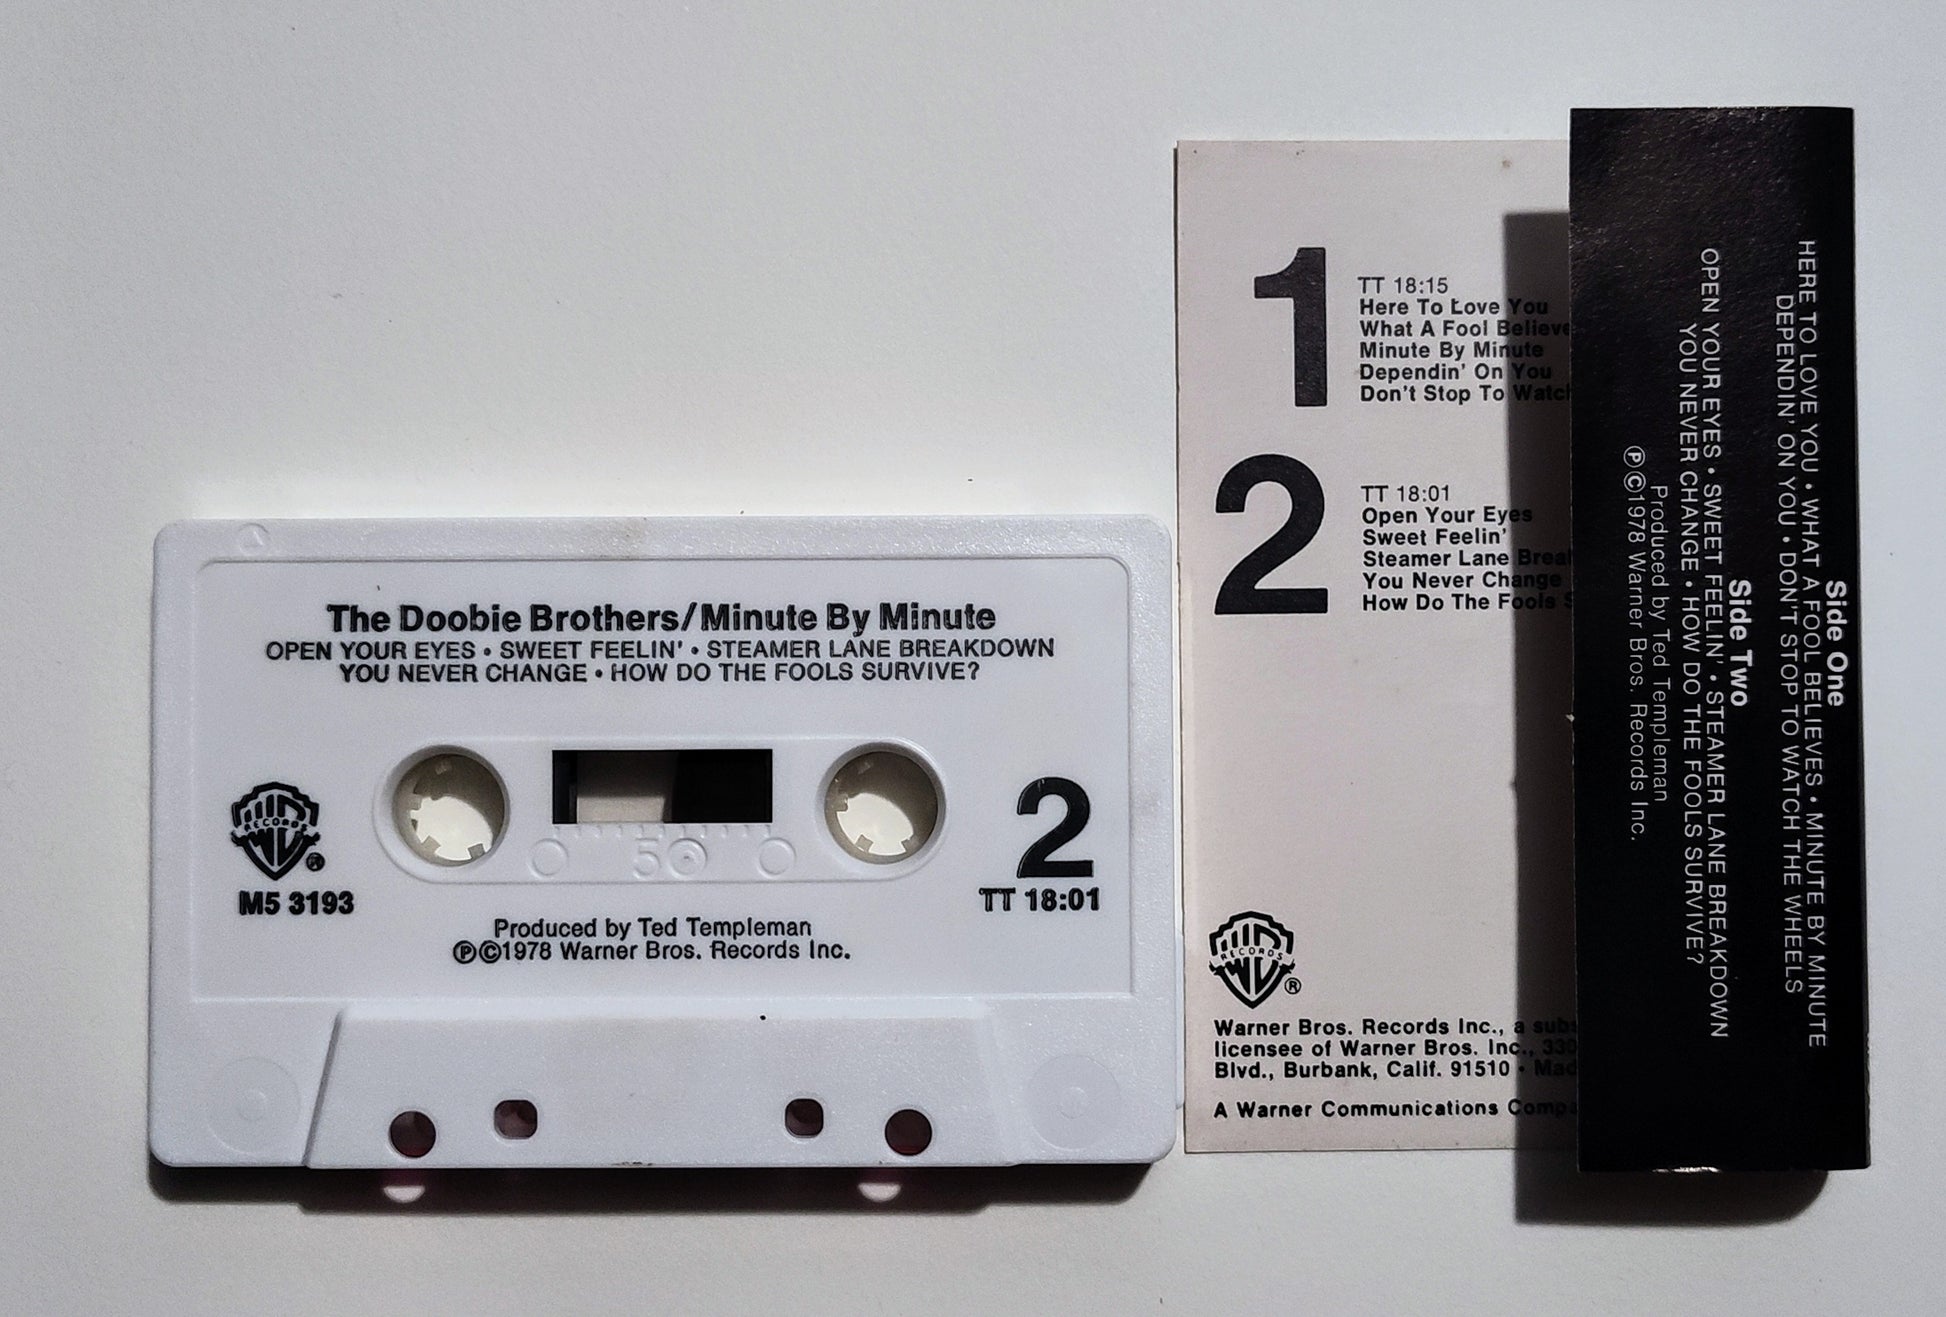 The Doobie Brothers/Minute By Minute
OPEN YOUR EYES • SWEET FEELIN' • STEAMER LANE BREAKDOWN
YOU NEVER CHANGE • HOW DO THE FOOLS SURVIVE?
RECORDS
®
M5 3193
50
2
TT 18:01
Produced by Ted Templeman
ⓅⒸ1978 Warner Bros. Records Inc.
1
TT 18:15
Here To Love You
What A Fool Believe
Minute By Minute
Dependin' On You
Don't Stop To Watch
2
TT 18:01
Open Your Eyes
Sweet Feelin'
Steamer Lane Brea
You Never Change
How Do The Fools S
RECORDS
®
Warner Bros. Records Inc., a subs
licensee of Warner Bros. Inc., 330
Blvd., Burbank, Calif. 91510 • Mad
A Warner Communications Compa
Side One
HERE TO LOVE YOU • WHAT A FOOL BELIEVES • MINUTE BY MINUTE
DEPENDIN' ON YOU • DON'T STOP TO WATCH THE WHEELS
Side Two
OPEN YOUR EYES • SWEET FEELIN' • STEAMER LANE BREAKDOWN
YOU NEVER CHANGE • HOW DO THE FOOLS SURVIVE?
Produced by Ted Templeman
ⓅⒸ1978 Warner Bros. Records Inc.